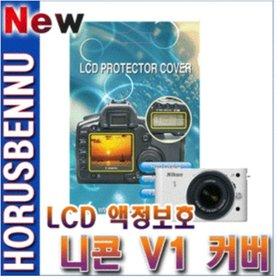 New
HORUSBENNU
LCD PROTECTOR COVER
Nikon
LCD 액정보호
니콘 V1 커버